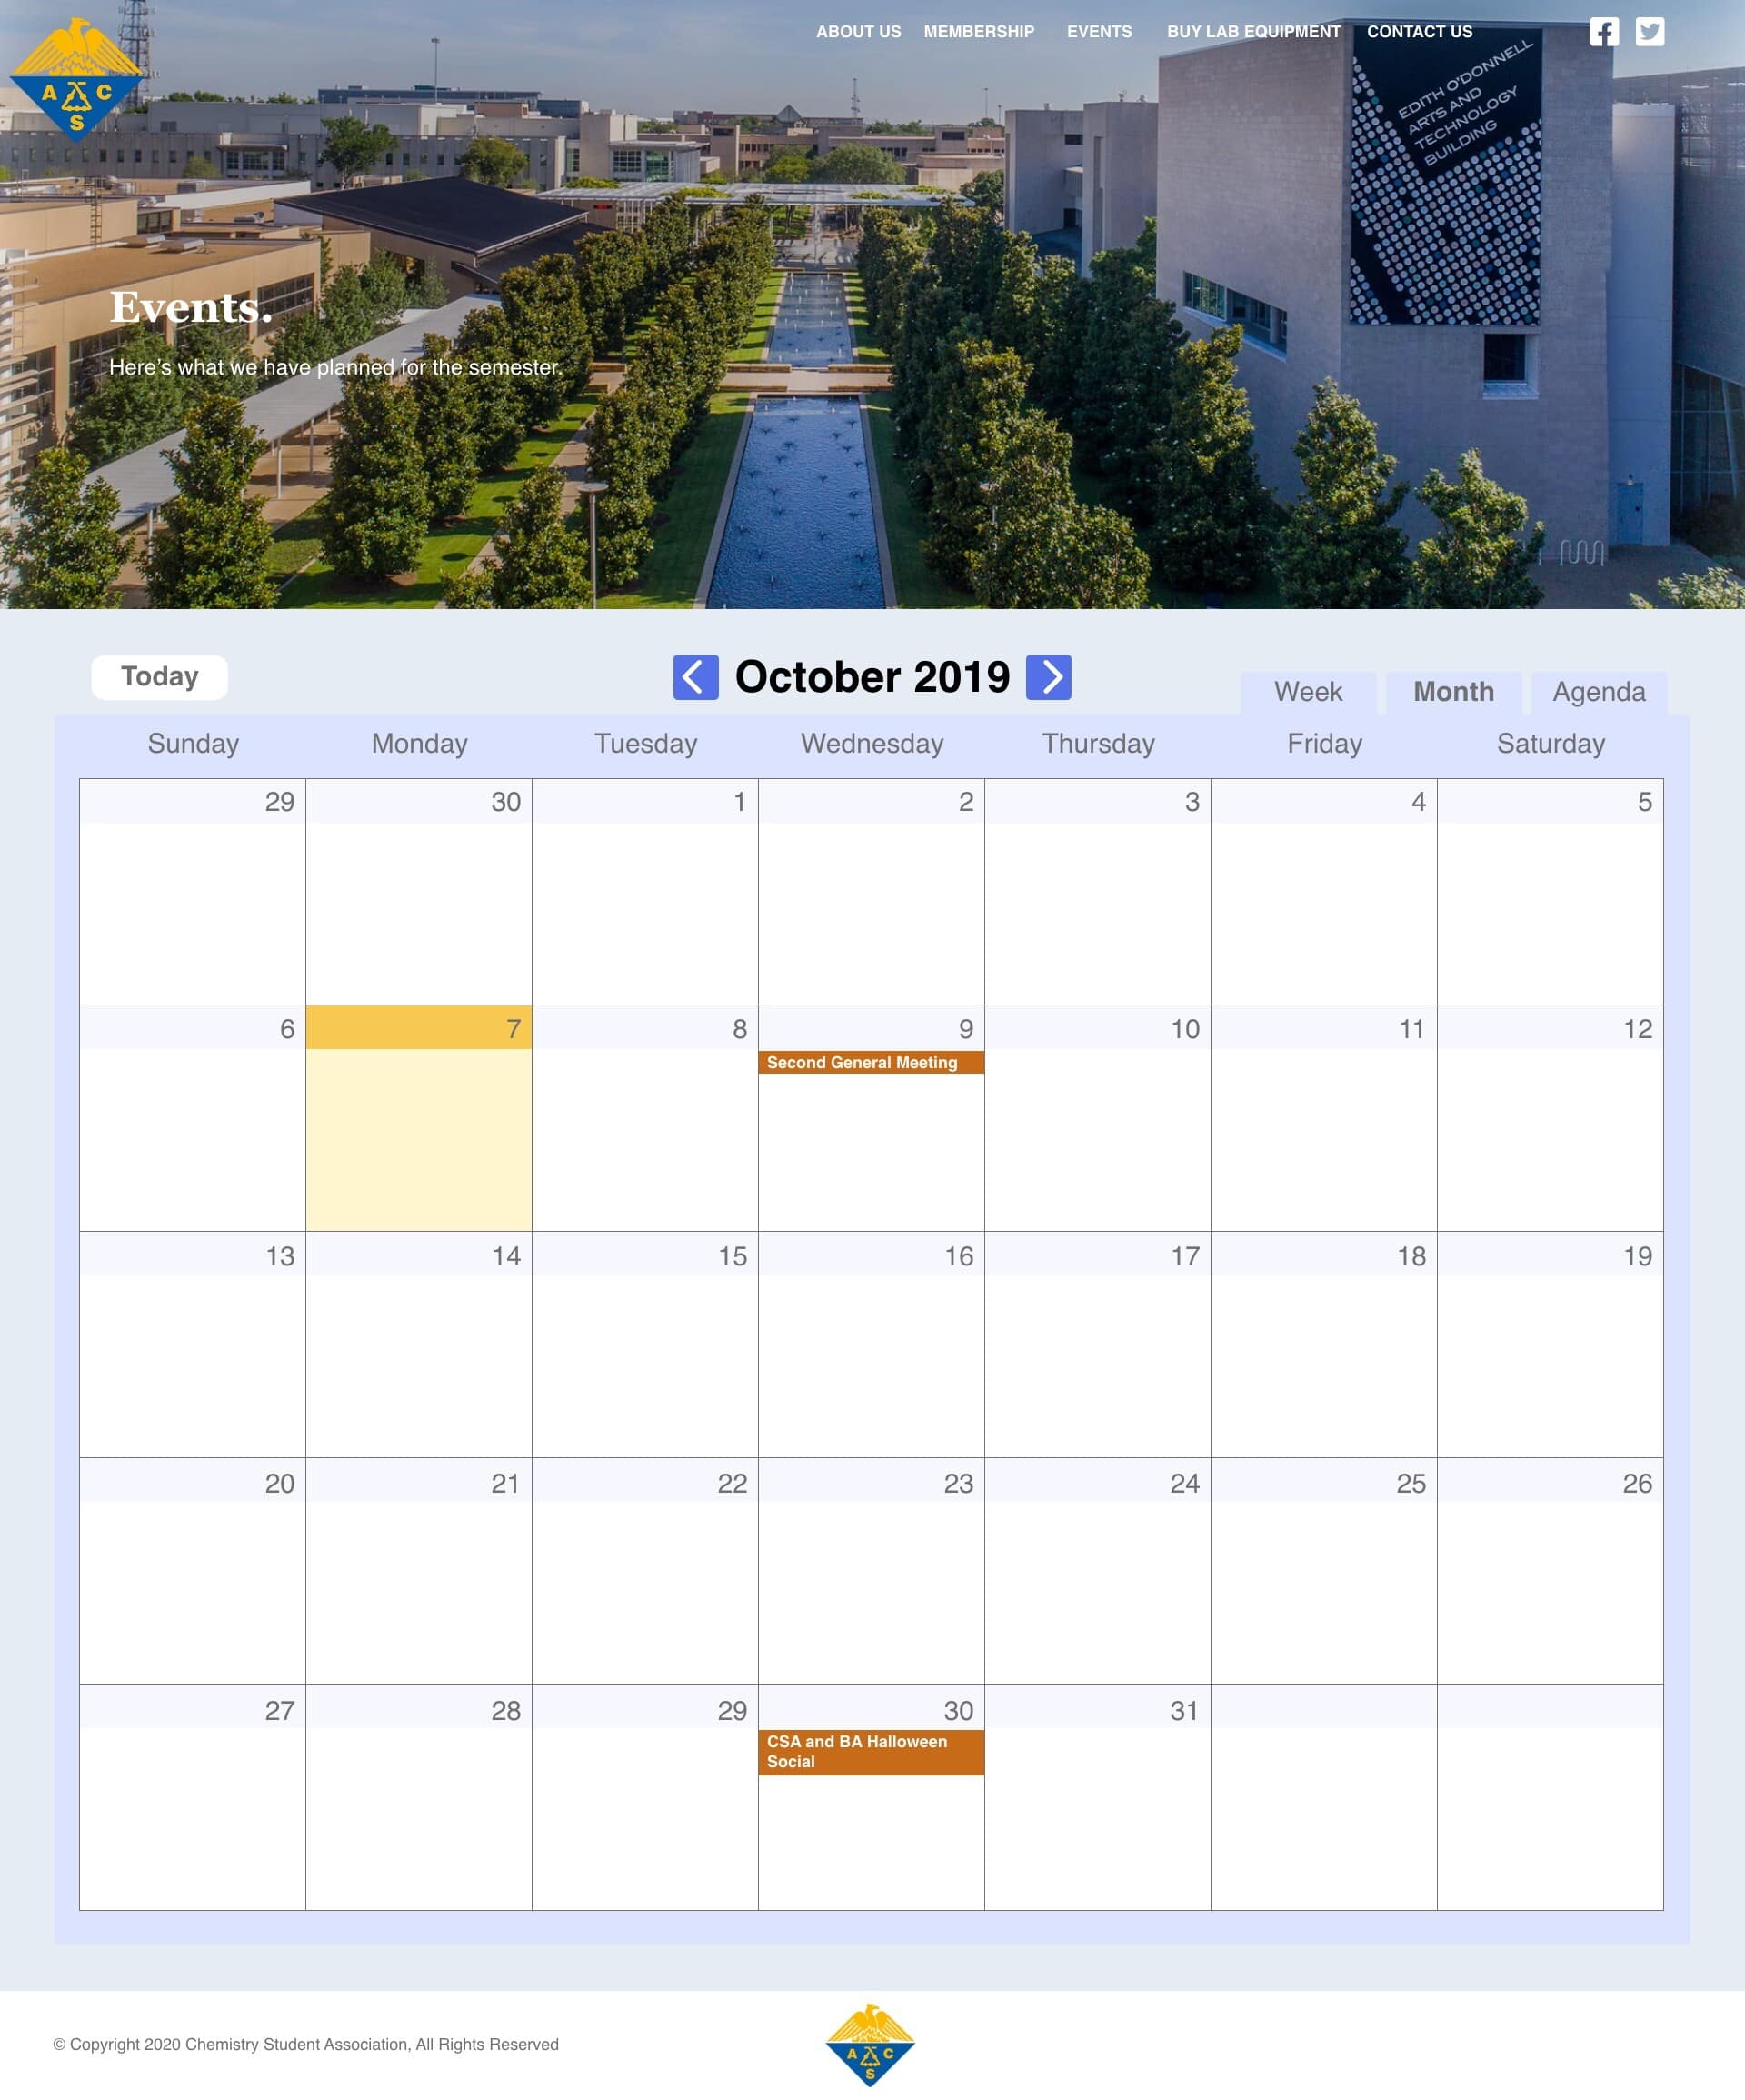 ABOUT US MEMBERSHIP EVENTS BUY LAB EQUIPMENT CONTACT US
A C
S
EDITH O'DONNELL
ARTS AND
TECHNOLOGY
BUILDING
Events.
Here's what we have planned for the semester.
Today
October 2019
Week Month Agenda
Sunday Monday Tuesday Wednesday Thursday Friday Saturday
29 30 1 2 3 4 5
6 7 8 9 10 11 12
Second General Meeting
13 14 15 16 17 18 19
20 21 22 23 24 25 26
27 28 29 30 31
CSA and BA Halloween
Social
© Copyright 2020 Chemistry Student Association, All Rights Reserved
A C
S